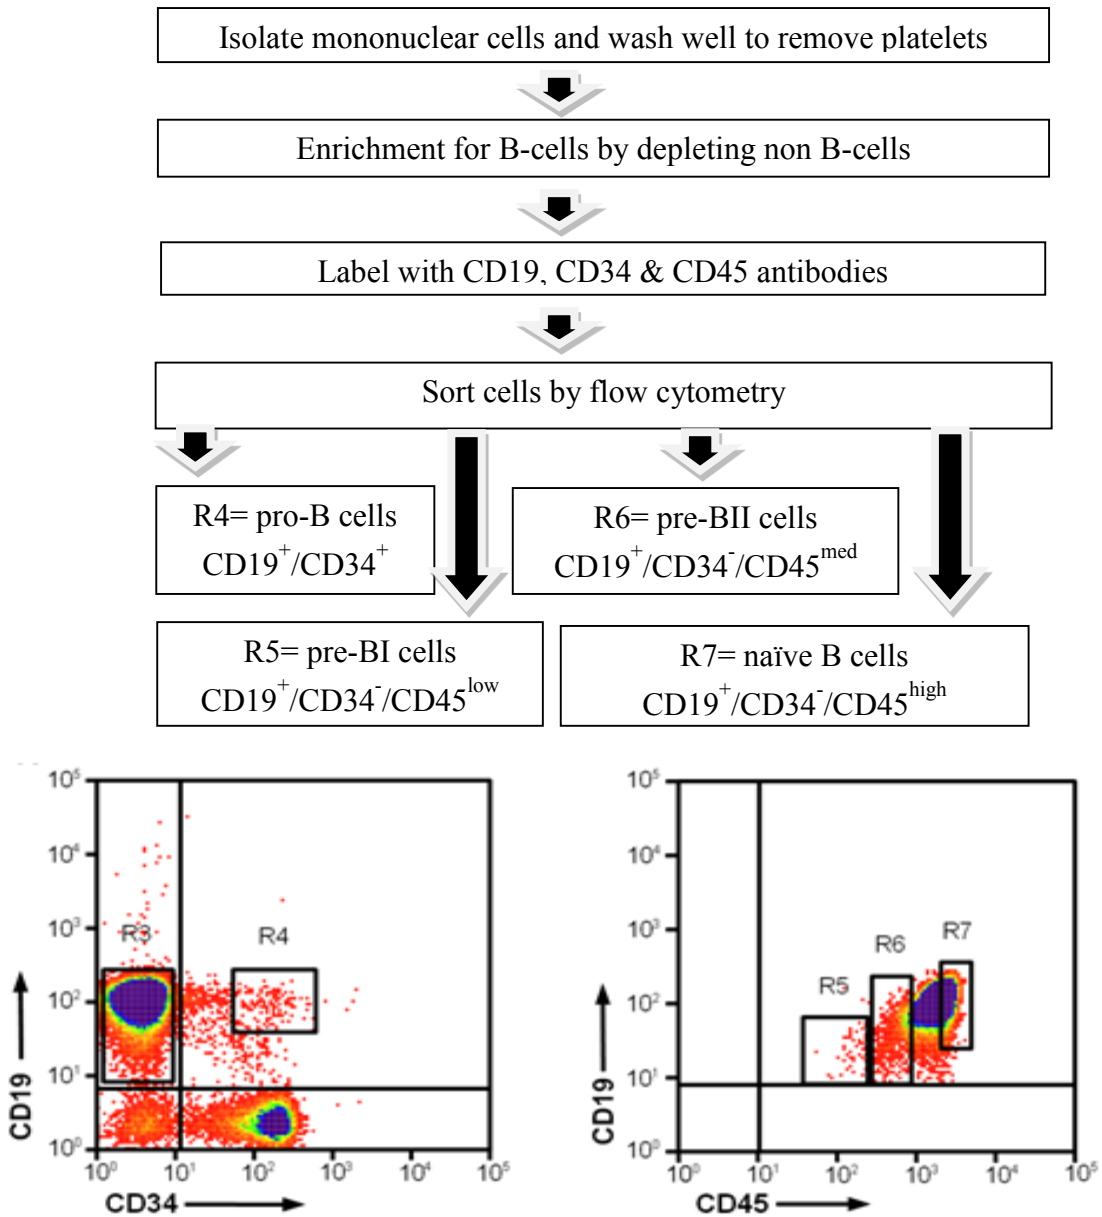 Isolate mononuclear cells and wash well to remove platelets
Enrichment for B-cells by depleting non B-cells
Label with CD19, CD34 & CD45 antibodies
Sort cells by flow cytometry
R4= pro-B cells
CD19⁺/CD34⁺
R6= pre-BII cells
CD19⁺/CD34⁻/CD45ᵐᵉᵈ
R5= pre-BI cells
CD19⁺/CD34⁻/CD45ˡᵒʷ
R7= naïve B cells
CD19⁺/CD34⁻/CD45ʰⁱᵍʰ
10⁵
10⁴
10³
10²
10¹
10⁰
CD19
R3
R4
10⁰ 10¹ 10² 10³ 10⁴ 10⁵
CD34
10⁵
10⁴
10³
10²
10¹
10⁰
CD19
R5
R6
R7
10⁰ 10¹ 10² 10³ 10⁴ 10⁵
CD45